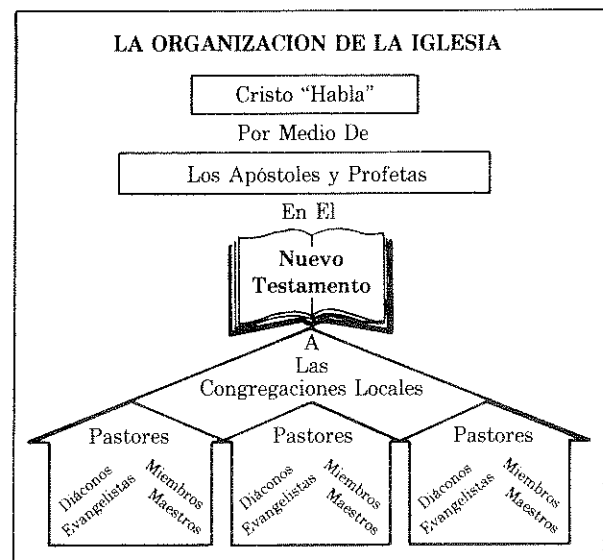 LA ORGANIZACION DE LA IGLESIA
Cristo “Habla”
Por Medio De
Los Apóstoles y Profetas
En El
Nuevo
Testamento
A
Las
Congregaciones Locales
Pastores
Diáconos
Evangelistas
Miembros
Maestros
Pastores
Diáconos
Evangelistas
Miembros
Maestros
Pastores
Diáconos
Evangelistas
Miembros
Maestros